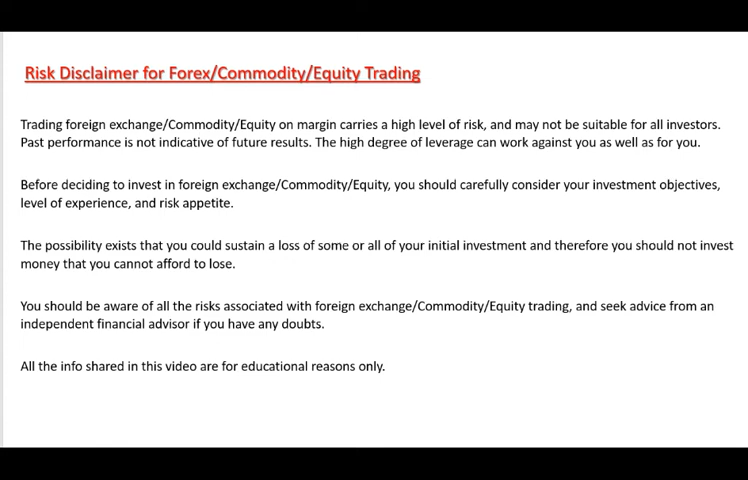 Risk Disclaimer for Forex/Commodity/Equity Trading
Trading foreign exchange/Commodity/Equity on margin carries a high level of risk, and may not be suitable for all investors.
Past performance is not indicative of future results. The high degree of leverage can work against you as well as for you.
Before deciding to invest in foreign exchange/Commodity/Equity, you should carefully consider your investment objectives,
level of experience, and risk appetite.
The possibility exists that you could sustain a loss of some or all of your initial investment and therefore you should not invest
money that you cannot afford to lose.
You should be aware of all the risks associated with foreign exchange/Commodity/Equity trading, and seek advice from an
independent financial advisor if you have any doubts.
All the info shared in this video are for educational reasons only.